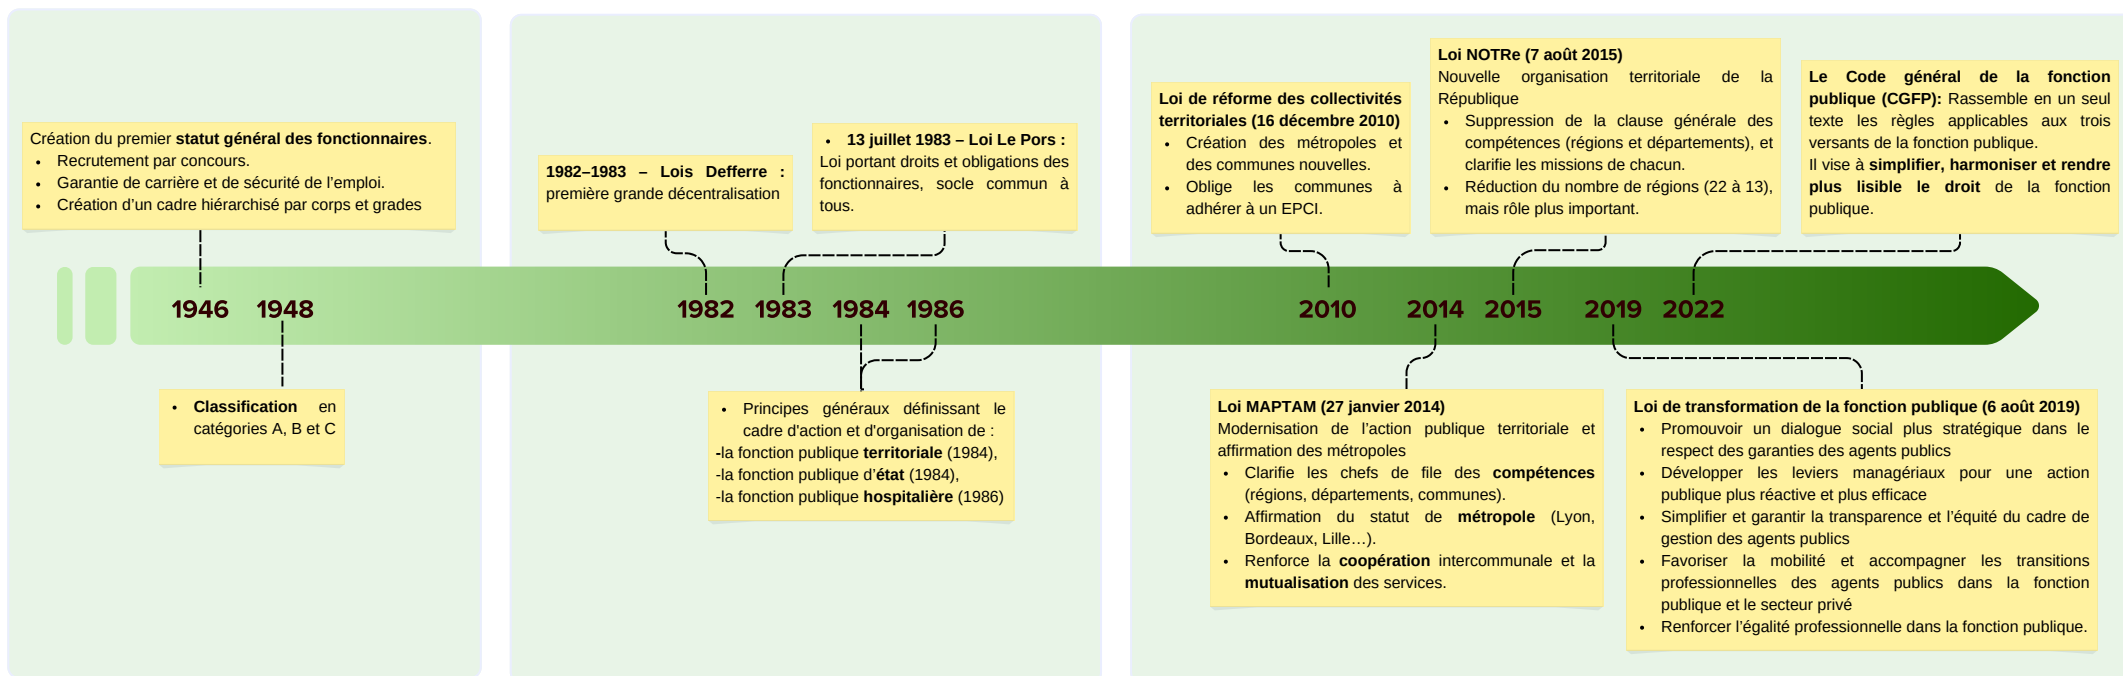 Création du premier statut général des fonctionnaires.
• Recrutement par concours.
• Garantie de carrière et de sécurité de l'emploi.
• Création d'un cadre hiérarchisé par corps et grades
1982–1983 – Lois Defferre :
première grande décentralisation
• 13 juillet 1983 – Loi Le Pors :
Loi portant droits et obligations des
fonctionnaires, socle commun à
tous.
Loi de réforme des collectivités
territoriales (16 décembre 2010)
• Création des métropoles et
des communes nouvelles.
• Oblige les communes à
adhérer à un EPCI.
Loi NOTRe (7 août 2015)
Nouvelle organisation territoriale de la
République
• Suppression de la clause générale des
compétences (régions et départements), et
clarifie les missions de chacun.
• Réduction du nombre de régions (22 à 13),
mais rôle plus important.
Le Code général de la fonction
publique (CGFP): Rassemble en un seul
texte les règles applicables aux trois
versants de la fonction publique.
Il vise à simplifier, harmoniser et rendre
plus lisible le droit de la fonction
publique.
1946 1948 1982 1983 1984 1986 2010 2014 2015 2019 2022
• Classification en
catégories A, B et C
• Principes généraux définissant le
cadre d'action et d'organisation de :
-la fonction publique territoriale (1984),
-la fonction publique d'état (1984),
-la fonction publique hospitalière (1986)
Loi MAPTAM (27 janvier 2014)
Modernisation de l'action publique territoriale et
affirmation des métropoles
• Clarifie les chefs de file des compétences
(régions, départements, communes).
• Affirmation du statut de métropole (Lyon,
Bordeaux, Lille…).
• Renforce la coopération intercommunale et la
mutualisation des services.
Loi de transformation de la fonction publique (6 août 2019)
• Promouvoir un dialogue social plus stratégique dans le
respect des garanties des agents publics
• Développer les leviers managériaux pour une action
publique plus réactive et plus efficace
• Simplifier et garantir la transparence et l'équité du cadre de
gestion des agents publics
• Favoriser la mobilité et accompagner les transitions
professionnelles des agents publics dans la fonction
publique et le secteur privé
• Renforcer l'égalité professionnelle dans la fonction publique.